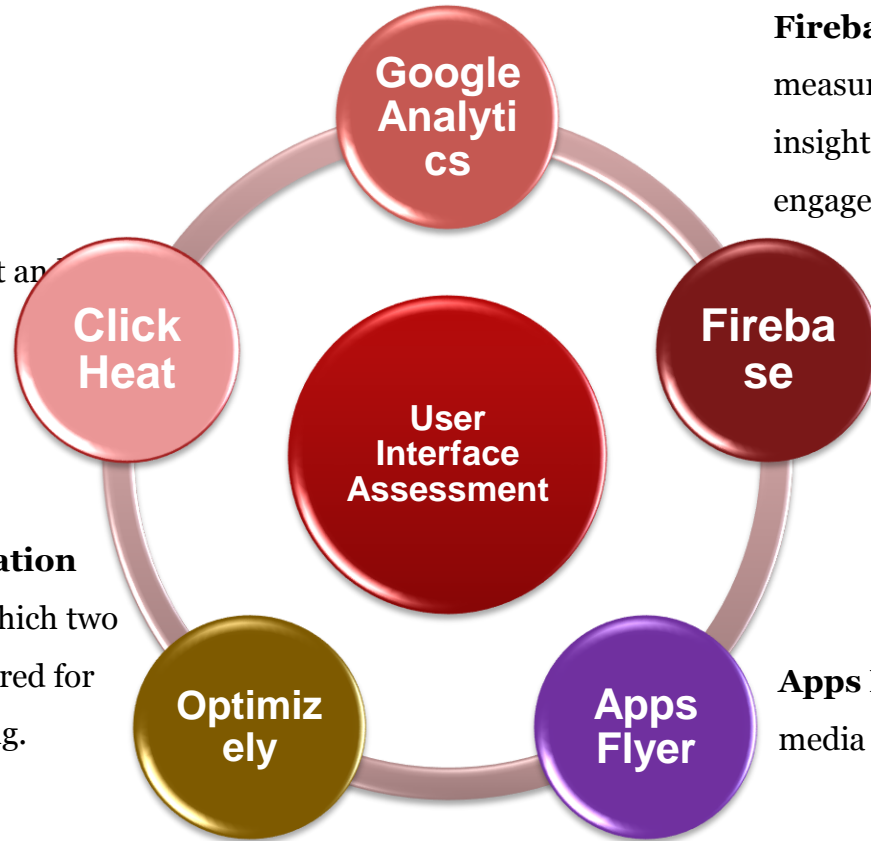 Google
Analyti
cs
measur
insight
engage
t an
Click
Heat
Fireba
se
User
Interface
Assessment
ation
hich two
red for
g.
Optimiz
ely
Apps
Flyer
Apps
media